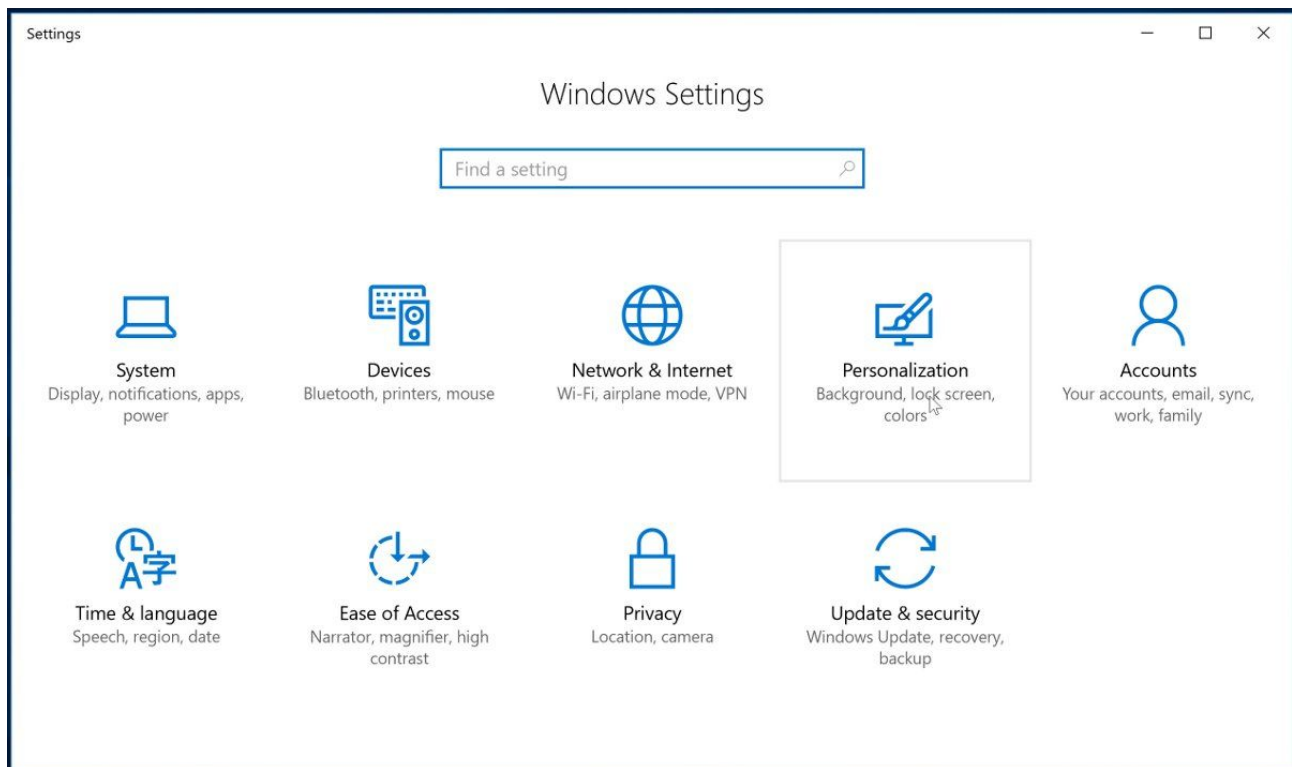 Settings
Windows Settings
Find a setting
System
Display, notifications, apps,
power
Devices
Bluetooth, printers, mouse
Network & Internet
Wi-Fi, airplane mode, VPN
Personalization
Background, lock screen,
colors
Accounts
Your accounts, email, sync,
work, family
A字
Time & language
Speech, region, date
Ease of Access
Narrator, magnifier, high
contrast
Privacy
Location, camera
Update & security
Windows Update, recovery,
backup